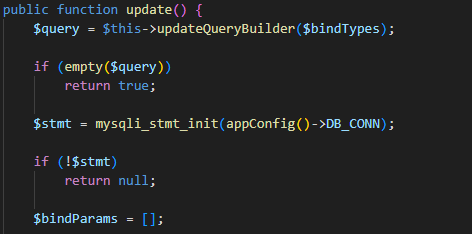 public function update() {
$query = $this->updateQueryBuilder($bindTypes);
if (empty($query))
return true;
$stmt = mysqli_stmt_init(appConfig()->DB_CONN);
if (!$stmt)
return null;
$bindParams = [];